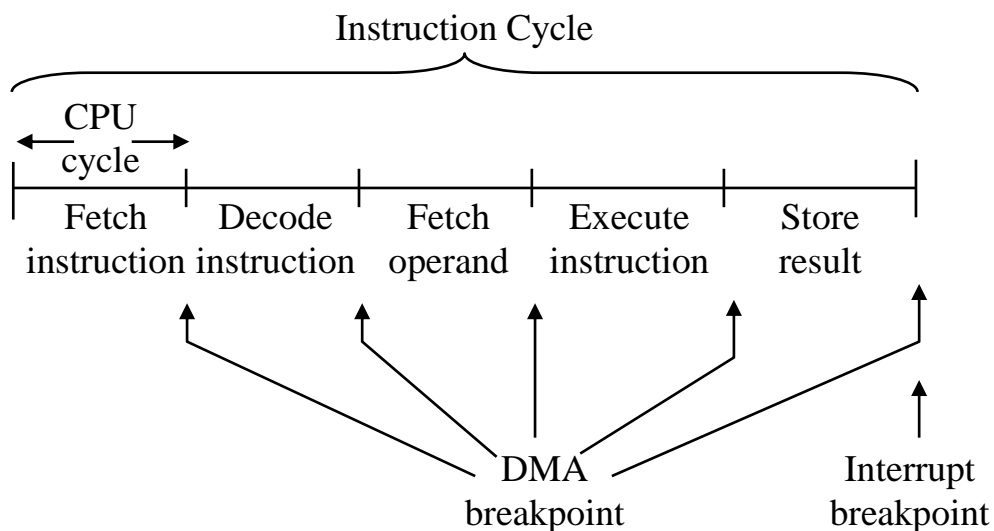 Instruction Cycle
CPU
cycle
Fetch
instruction
Decode
instruction
Fetch
operand
Execute
instruction
Store
result
DMA
breakpoint
Interrupt
breakpoint